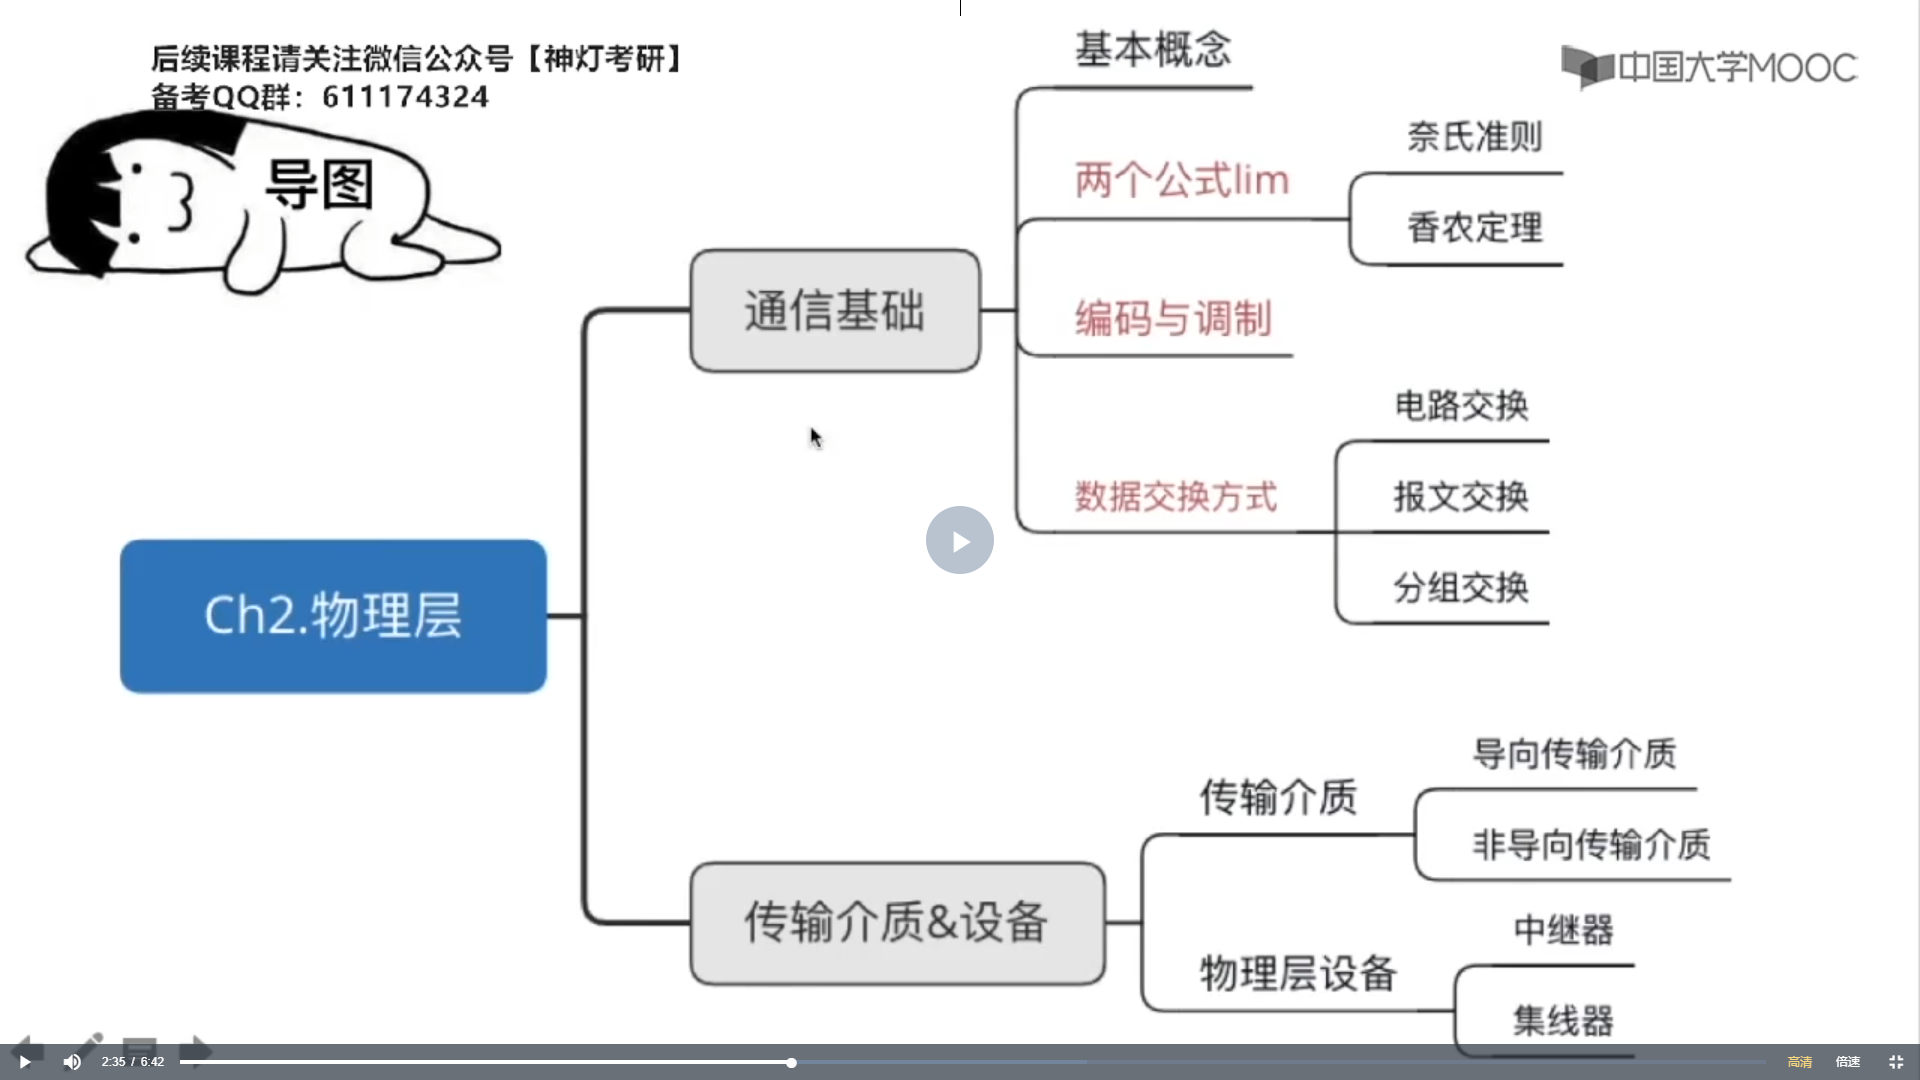 后续课程请关注微信公众号【神灯考研】
备考QQ群：611174324
导图
中国大学MOOC
Ch2.物理层
通信基础
基本概念
两个公式lim
奈氏准则
香农定理
编码与调制
数据交换方式
电路交换
报文交换
分组交换
传输介质&设备
传输介质
导向传输介质
非导向传输介质
物理层设备
中继器
集线器
2:35 / 6:42
高清
倍速